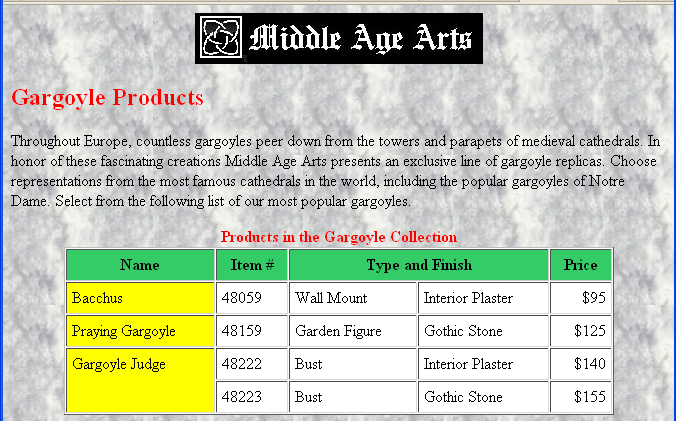 Middle Age Arts
Gargoyle Products
Throughout Europe, countless gargoyles peer down from the towers and parapets of medieval cathedrals. In
honor of these fascinating creations Middle Age Arts presents an exclusive line of gargoyle replicas. Choose
representations from the most famous cathedrals in the world, including the popular gargoyles of Notre
Dame. Select from the following list of our most popular gargoyles.
Products in the Gargoyle Collection
Name Item # Type and Finish Price
Bacchus 48059 Wall Mount Interior Plaster $95
Praying Gargoyle 48159 Garden Figure Gothic Stone $125
Gargoyle Judge 48222 Bust Interior Plaster $140
48223 Bust Gothic Stone $155